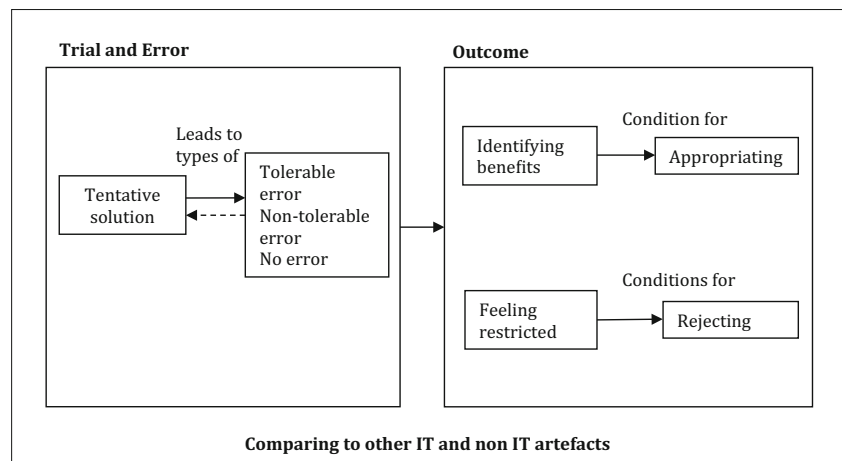 Trial and Error
Leads to
types of
Tentative
solution
Tolerable
error
Non-tolerable
error
No error
Outcome
Identifying
benefits
Condition for
Appropriating
Feeling
restricted
Conditions for
Rejecting
Comparing to other IT and non IT artefacts